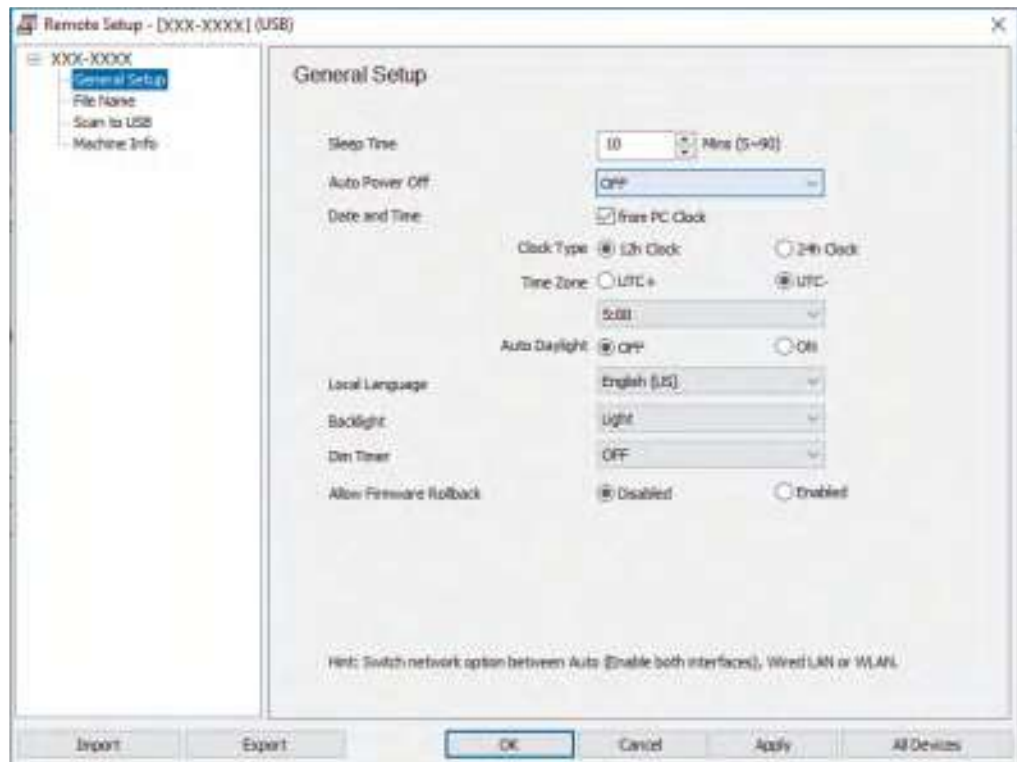 Remote Setup - [XXX-XXXX] (USB)
XXX-XXXX
General Setup
File Name
Scan to USB
Machine Info
General Setup
Sleep Time 10 Mins (5~90)
Auto Power Off OFF
Date and Time from PC Clock
Clock Type 12h Clock 24h Clock
Time Zone UTC+ UTC-
5:00
Auto Daylight OFF ON
Local Language English (US)
Backlight Light
Dim Timer OFF
Allow Firmware Rollback Disabled Enabled
Hint: Switch network option between Auto (Enable both interfaces), Wired LAN or WLAN.
Import Export OK Cancel Apply All Devices